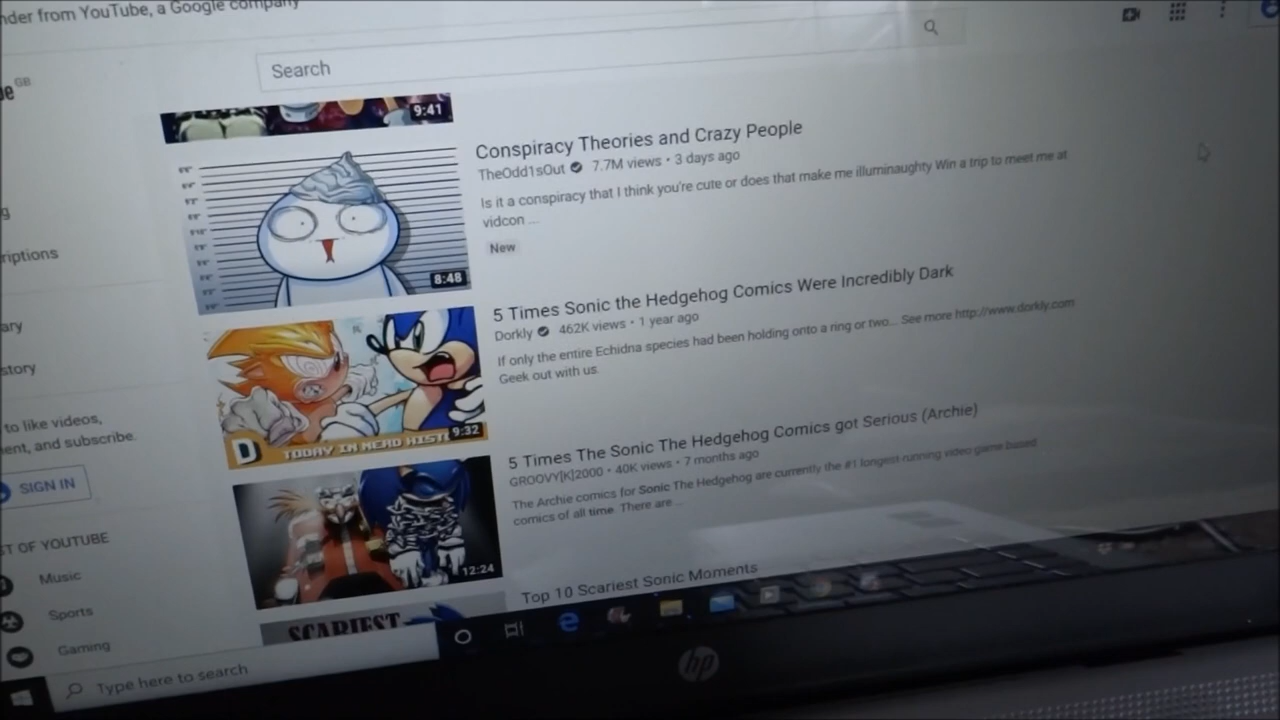 nder from YouTube, a Google company
be GB
Search
9:41
Conspiracy Theories and Crazy People
TheOdd1sOut 7.7M views • 3 days ago
Is it a conspiracy that I think you're cute or does that make me illuminaughty Win a trip to meet me at
vidcon ...
New
8:48
5 Times Sonic the Hedgehog Comics Were Incredibly Dark
Dorkly 462K views • 1 year ago
If only the entire Echidna species had been holding onto a ring or two... See more http://www.dorkly.com
Geek out with us.
D TODAY IN NERD HIST
9:32
5 Times The Sonic The Hedgehog Comics got Serious (Archie)
GROOVY[K]2000 • 40K views • 7 months ago
The Archie comics for Sonic The Hedgehog are currently the #1 longest-running video game based
comics of all time. There are ...
12:24
Top 10 Scariest Sonic Moments
SCARIEST
g
riptions
ary
story
to like videos,
ent, and subscribe.
SIGN IN
ST OF YOUTUBE
Music
Sports
Gaming
Type here to search
hp